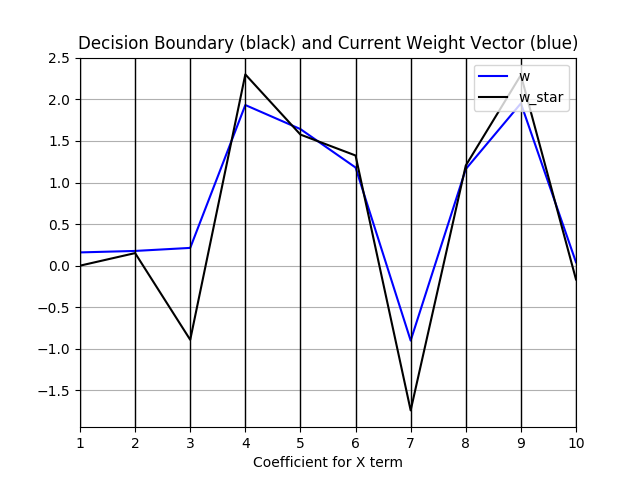 Decision Boundary (black) and Current Weight Vector (blue)
2.5
2.0
1.5
1.0
0.5
0.0
−0.5
−1.0
−1.5
w
w_star
1 2 3 4 5 6 7 8 9 10
Coefficient for X term